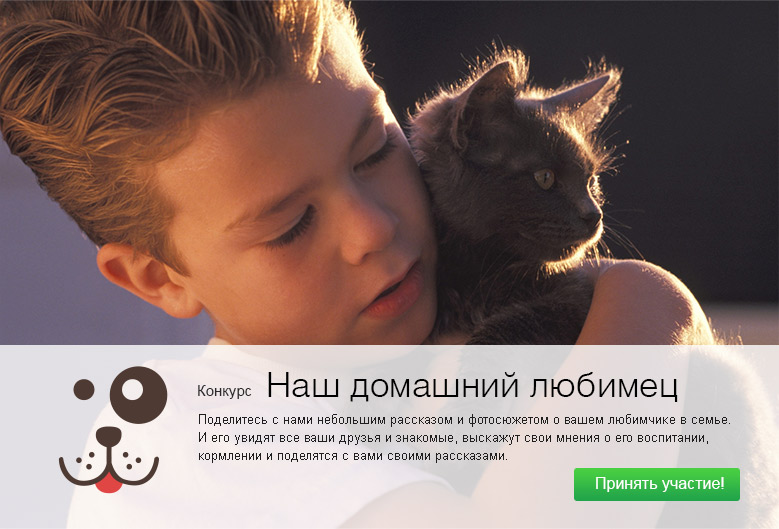 Конкурс Наш домашний любимец
Поделитесь с нами небольшим рассказом и фотосюжетом о вашем любимчике в семье.
И его увидят все ваши друзья и знакомые, выскажут свои мнения о его воспитании,
кормлении и поделятся с вами своими рассказами.
Принять участие!